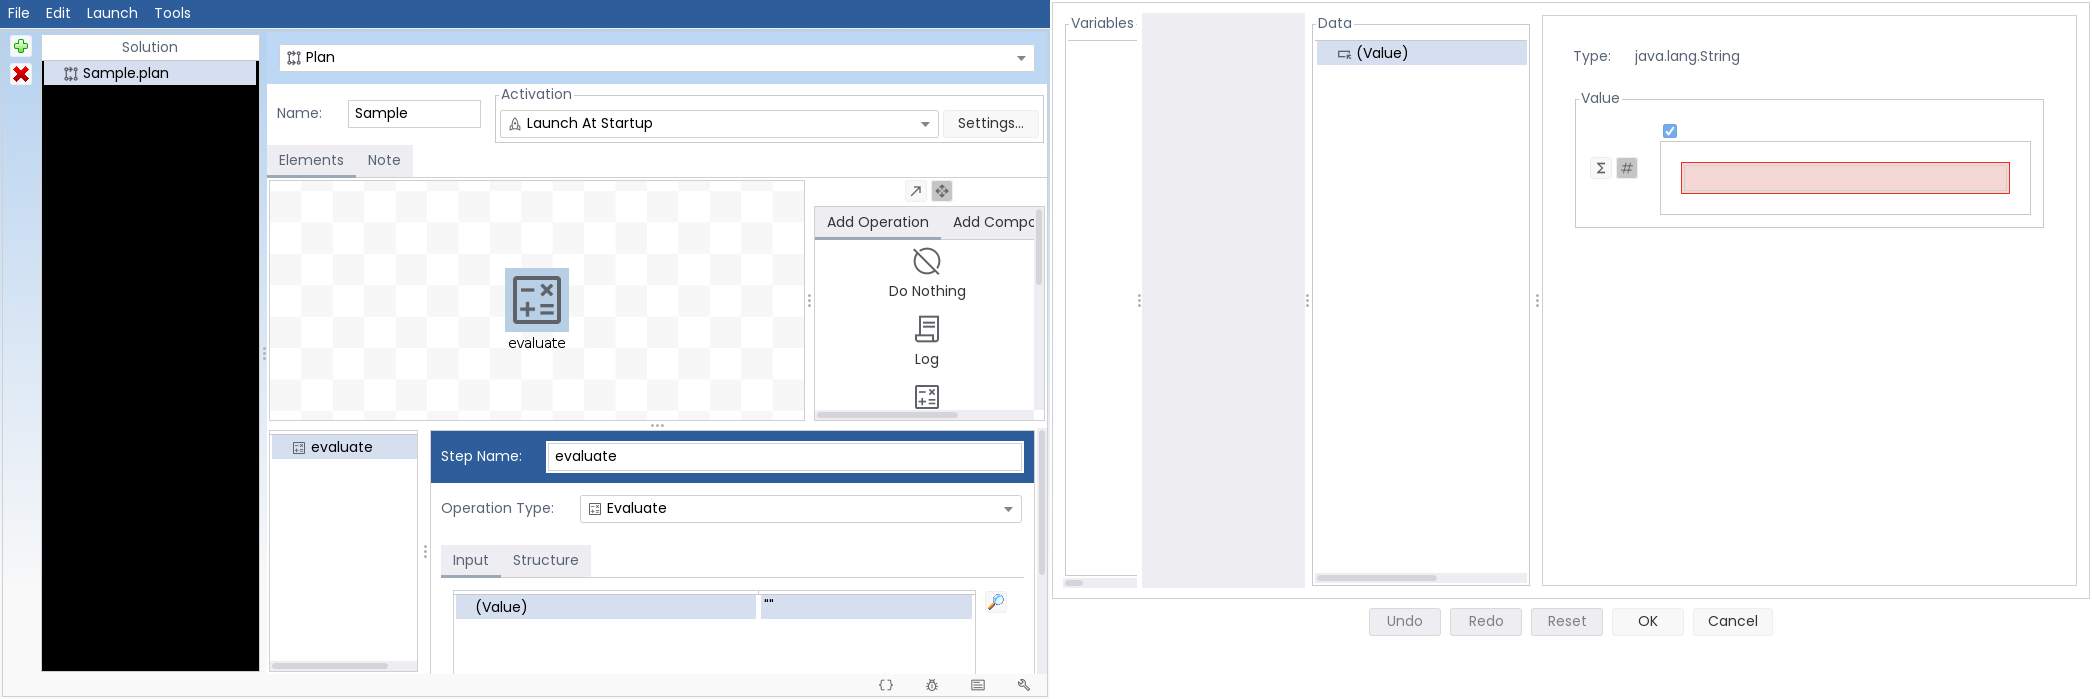 File Edit Launch Tools
Solution
Sample.plan
Plan
Name: Sample
Activation
Launch At Startup
Settings...
Elements Note
evaluate
Add Operation Add Compo
Do Nothing
Log
evaluate
Step Name: evaluate
Operation Type: Evaluate
Input Structure
(Value) ""
Variables
Data
(Value)
Type: java.lang.String
Value
Σ #
Undo Redo Reset OK Cancel